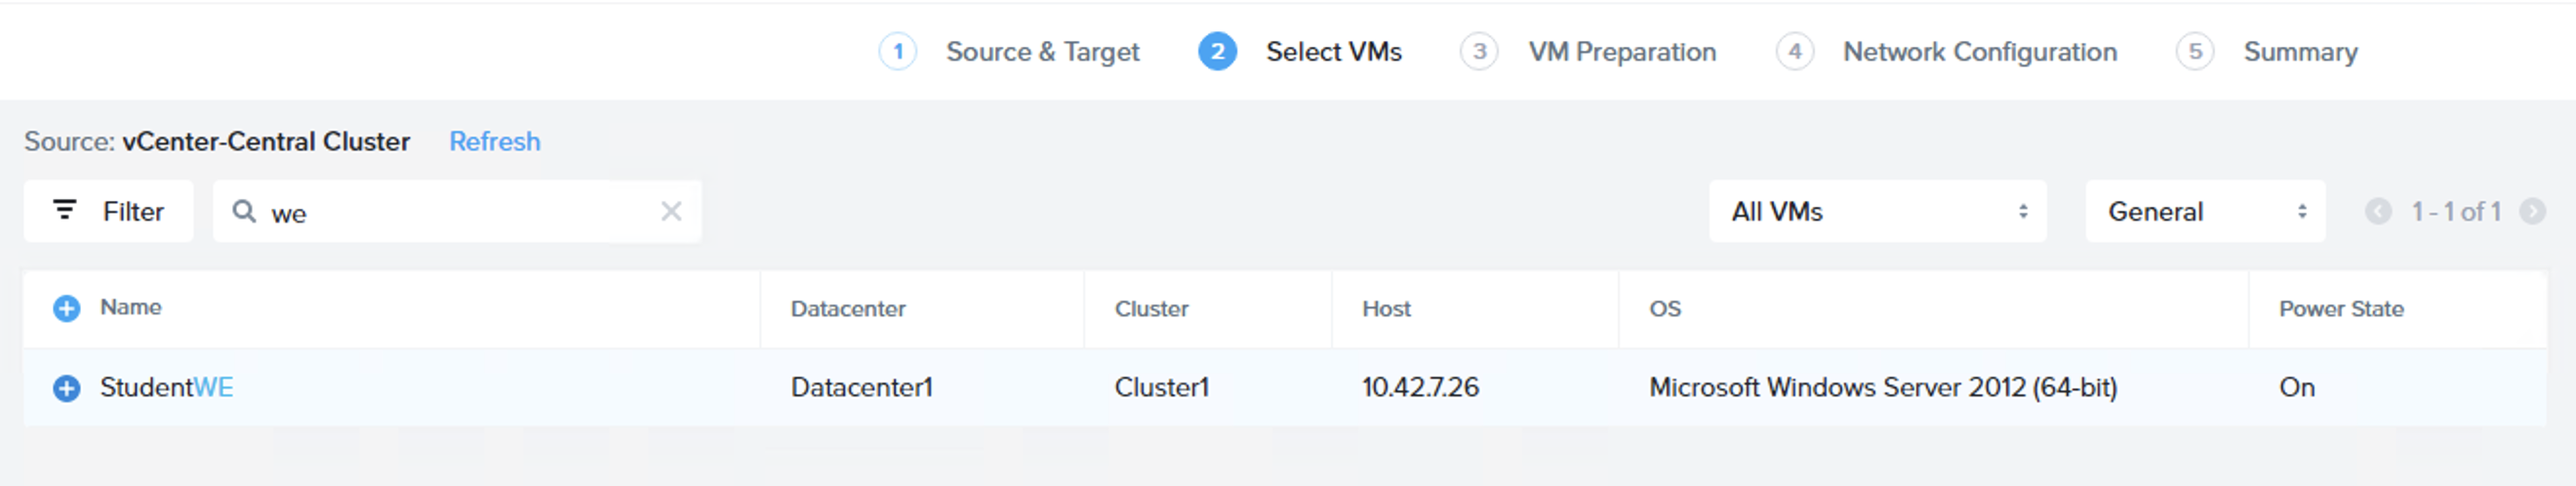 1 Source & Target 2 Select VMs 3 VM Preparation 4 Network Configuration 5 Summary
Source: vCenter-Central Cluster Refresh
Filter we All VMs General 1 - 1 of 1
Name Datacenter Cluster Host OS Power State
StudentWE Datacenter1 Cluster1 10.42.7.26 Microsoft Windows Server 2012 (64-bit) On